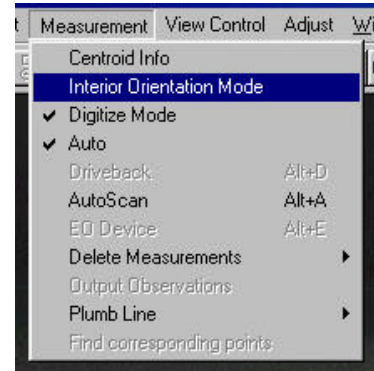 t Measurement View Control Adjust Wi
Centroid Info
Interior Orientation Mode
Digitize Mode
Auto
Driveback Alt+D
AutoScan Alt+A
EO Device Alt+E
Delete Measurements
Output Observations
Plumb Line
Find corresponding points